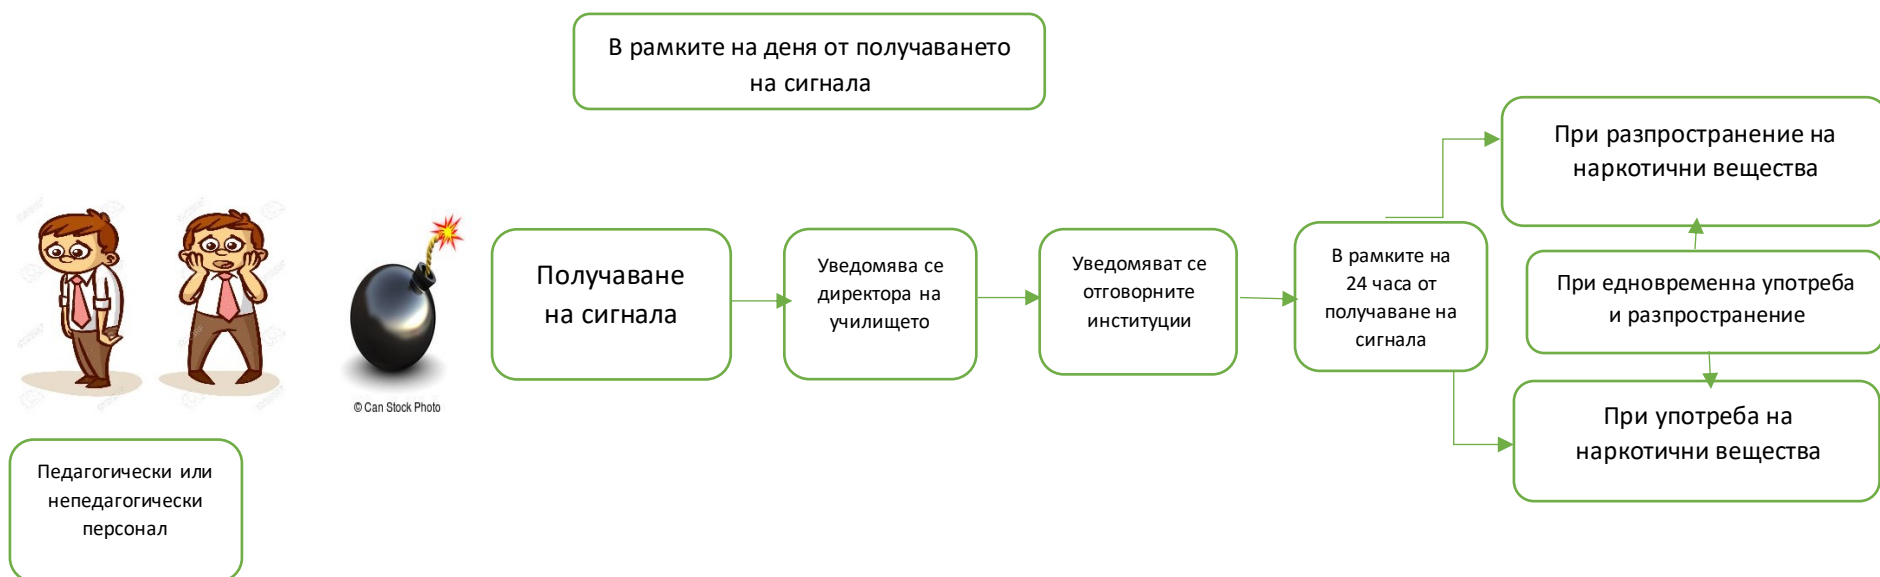 В рамките на деня от получаването
на сигнала
При разпространение на
наркотични вещества
Получаване
на сигнала
Уведомява се
директора на
училището
Уведомяват се
отговорните
институции
В рамките на
24 часа от
получаване на
сигнала
При едновременна употреба
и разпространение
При употреба на
наркотични вещества
© Can Stock Photo
Педагогически или
непедагогически
персонал